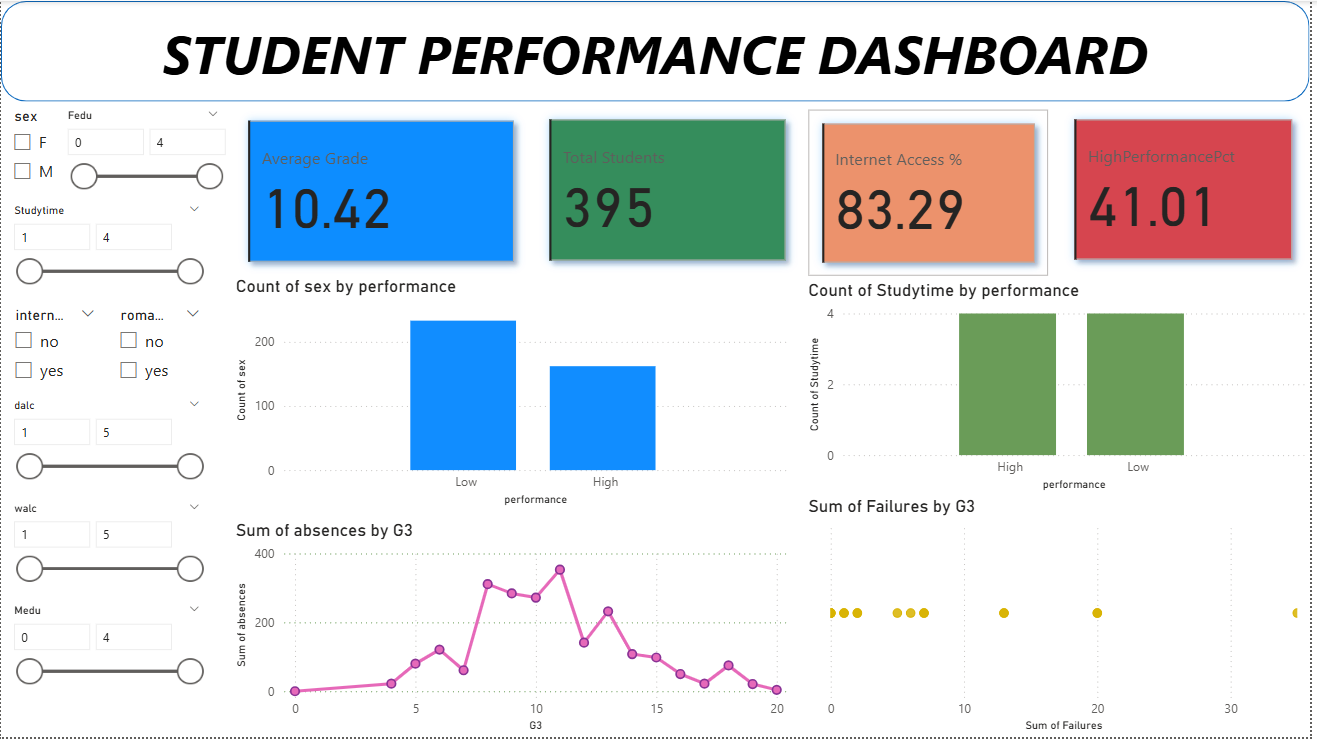 STUDENT PERFORMANCE DASHBOARD
sex
F
M
Fedu
0 4
Studytime
1 4
intern...
no
yes
roma...
no
yes
dalc
1 5
walc
1 5
Medu
0 4
Average Grade
10.42
Total Students
395
Internet Access %
83.29
HighPerformancePct
41.01
Count of sex by performance
Count of sex
200
100
0
Low High
performance
Count of Studytime by performance
Count of Studytime
4
2
0
High Low
performance
Sum of absences by G3
Sum of absences
400
200
0
0 5 10 15 20
G3
Sum of Failures by G3
0 10 20 30
Sum of Failures